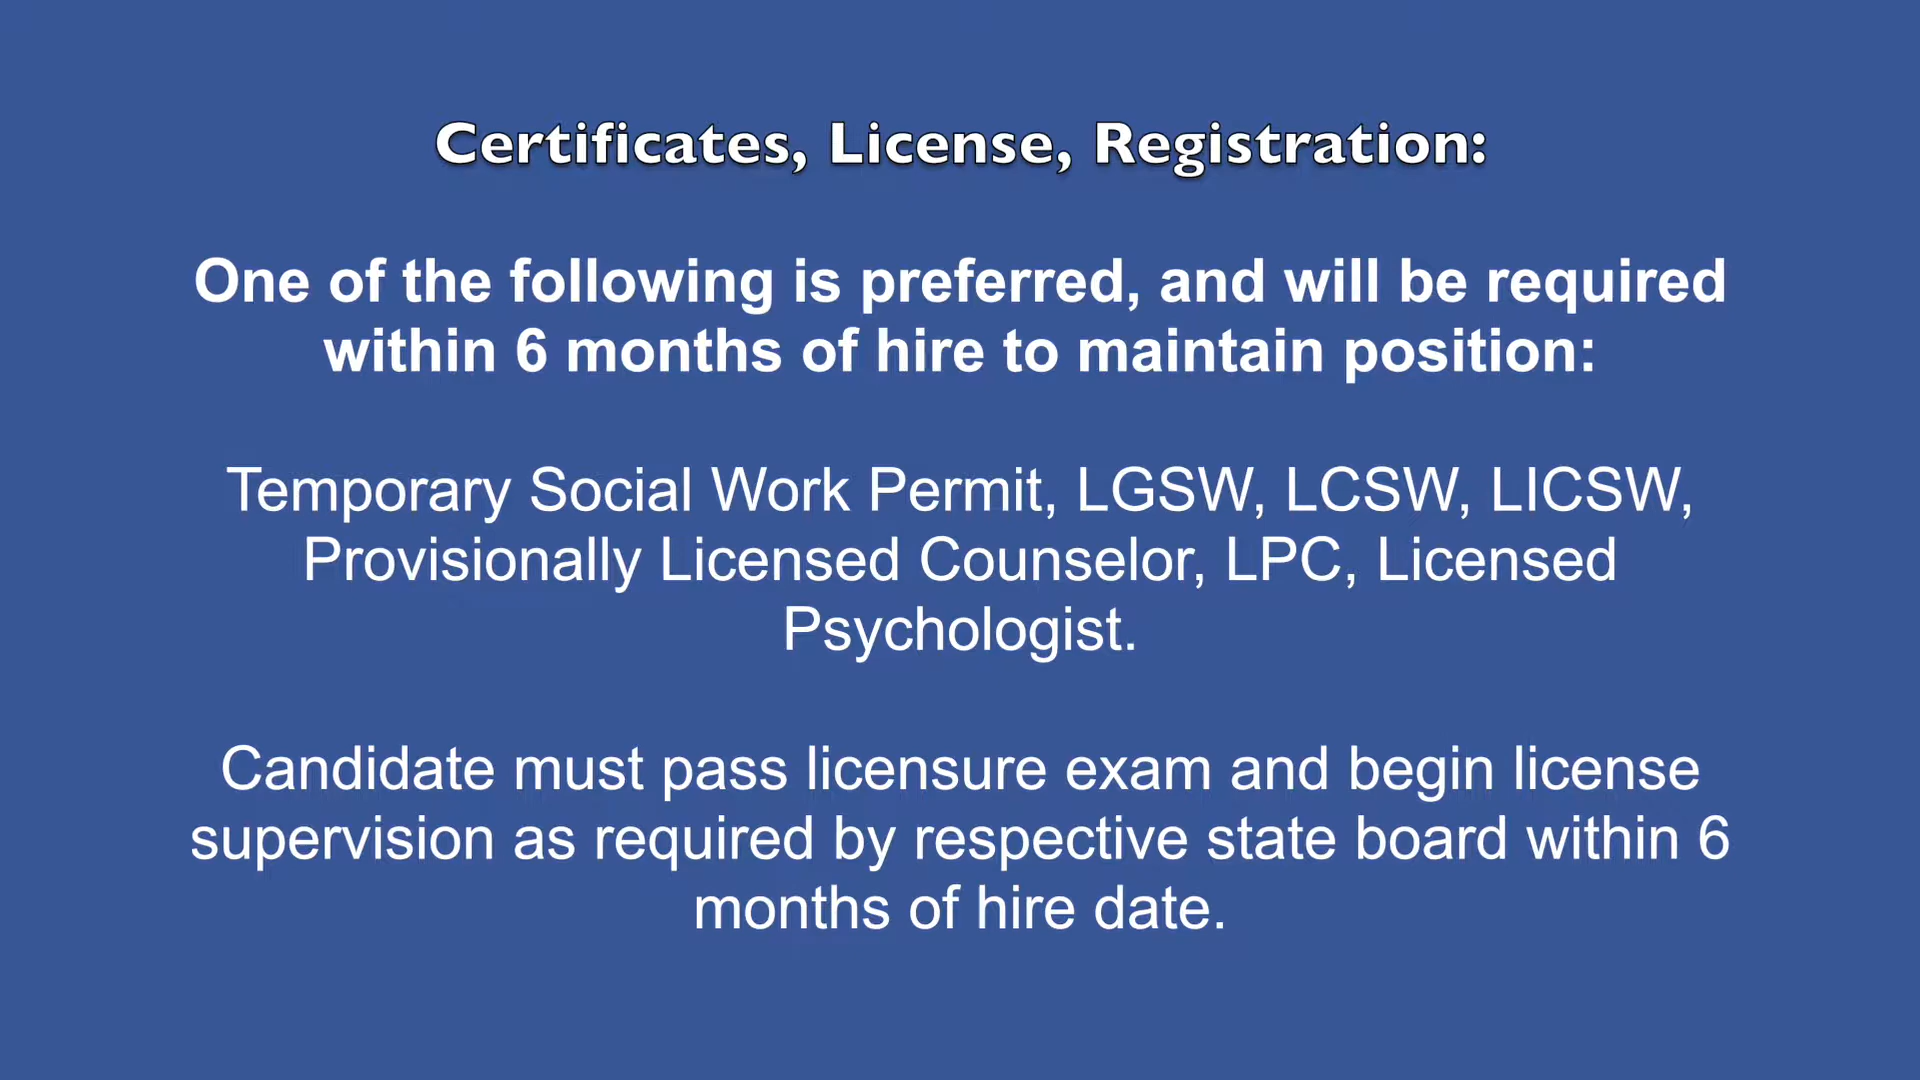 Certificates, License, Registration:
One of the following is preferred, and will be required
within 6 months of hire to maintain position:
Temporary Social Work Permit, LGSW, LCSW, LICSW,
Provisionally Licensed Counselor, LPC, Licensed
Psychologist.
Candidate must pass licensure exam and begin license
supervision as required by respective state board within 6
months of hire date.